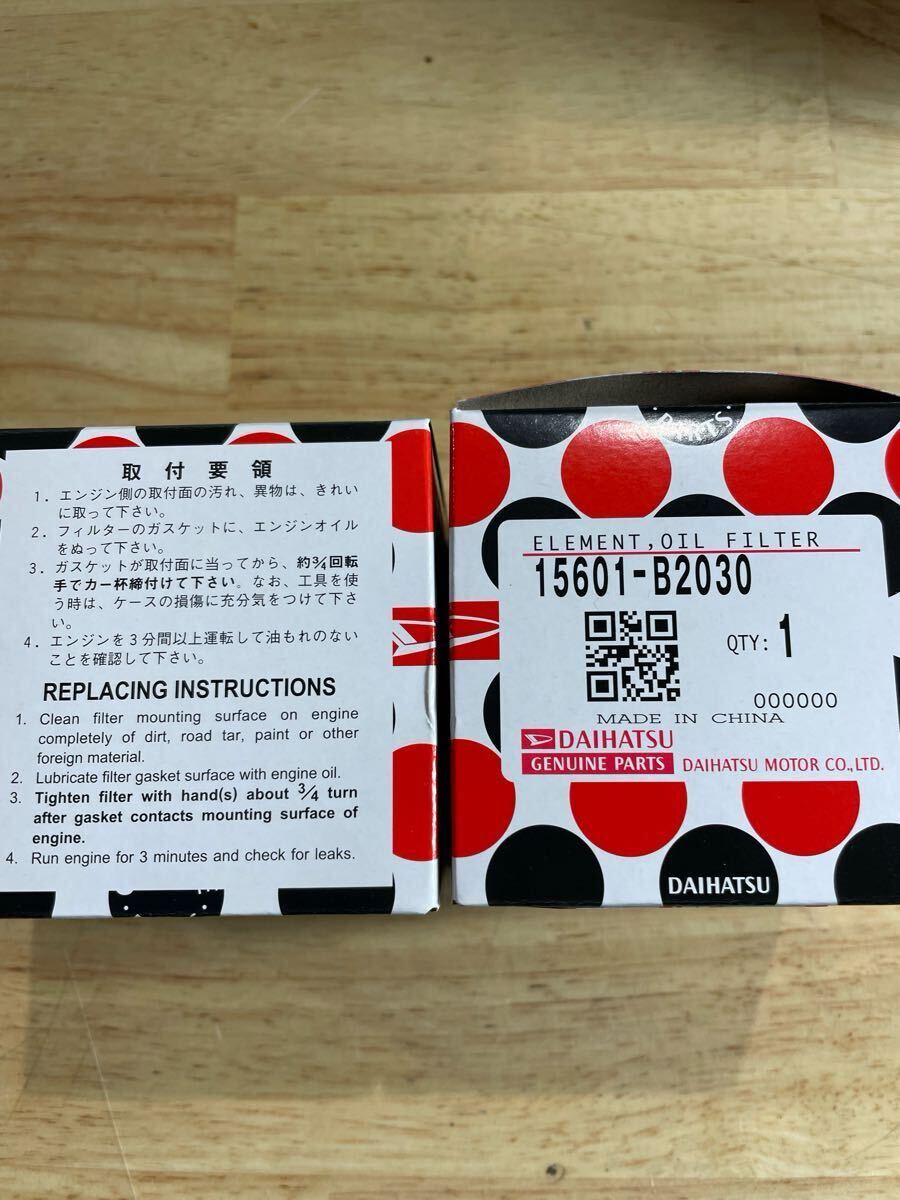 取付要領
1. エンジン側の取付面の汚れ、異物は、きれい
に取って下さい。
2. フィルターのガスケットに、エンジンオイル
をぬって下さい。
3. ガスケットが取付面に当ってから、約3/4回転
手でカー杯締付けて下さい。なお、工具を使
う時は、ケースの損傷に充分気をつけて下さ
い。
4. エンジンを3分間以上運転して油もれのない
ことを確認して下さい。
REPLACING INSTRUCTIONS
1. Clean filter mounting surface on engine
completely of dirt, road tar, paint or other
foreign material.
2. Lubricate filter gasket surface with engine oil.
3. Tighten filter with hand(s) about 3/4 turn
after gasket contacts mounting surface of
engine.
4. Run engine for 3 minutes and check for leaks.
PARTS
ELEMENT,OIL FILTER
15601-B2030
QTY: 1
000000
MADE IN CHINA
DAIHATSU
GENUINE PARTS DAIHATSU MOTOR CO.,LTD.
DAIHATSU